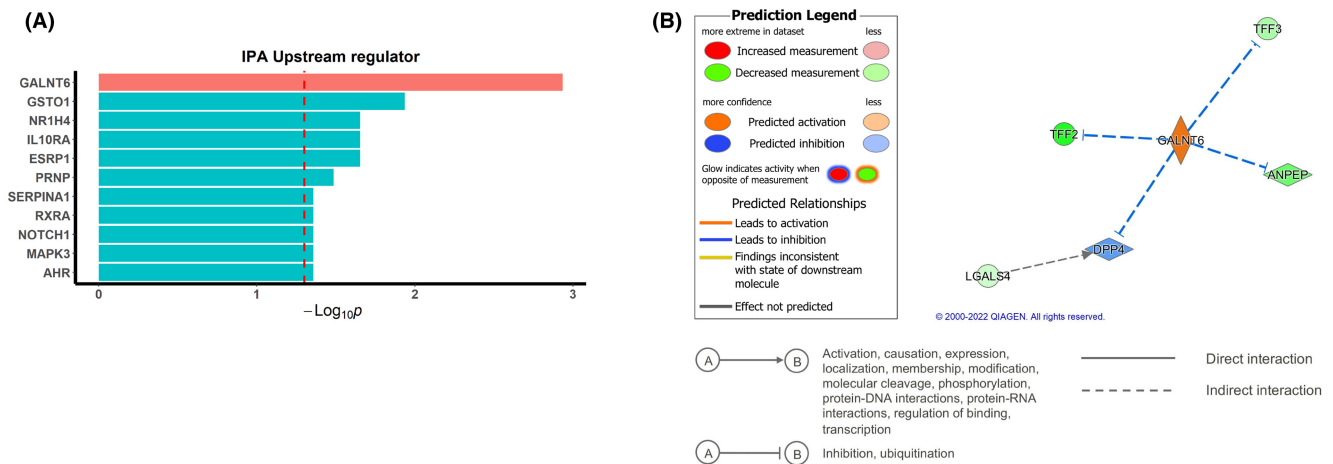 (A)
IPA Upstream regulator
GALNT6
GSTO1
NR1H4
IL10RA
ESRP1
PRNP
SERPINA1
RXRA
NOTCH1
MAPK3
AHR
0
1
2
3
−Log10p
(B)
Prediction Legend
more extreme in dataset
less
Increased measurement
Decreased measurement
more confidence
less
Predicted activation
Predicted inhibition
Glow indicates activity when
opposite of measurement
Predicted Relationships
Leads to activation
Leads to inhibition
Findings inconsistent
with state of downstream
molecule
Effect not predicted
TFF3
TFF2
GALNT6
ANPEP
DPP4
LGALS4
© 2000-2022 QIAGEN. All rights reserved.
A
B
Activation, causation, expression,
localization, membership, modification,
molecular cleavage, phosphorylation,
protein-DNA interactions, protein-RNA
interactions, regulation of binding,
transcription
Direct interaction
Indirect interaction
A
B
Inhibition, ubiquitination